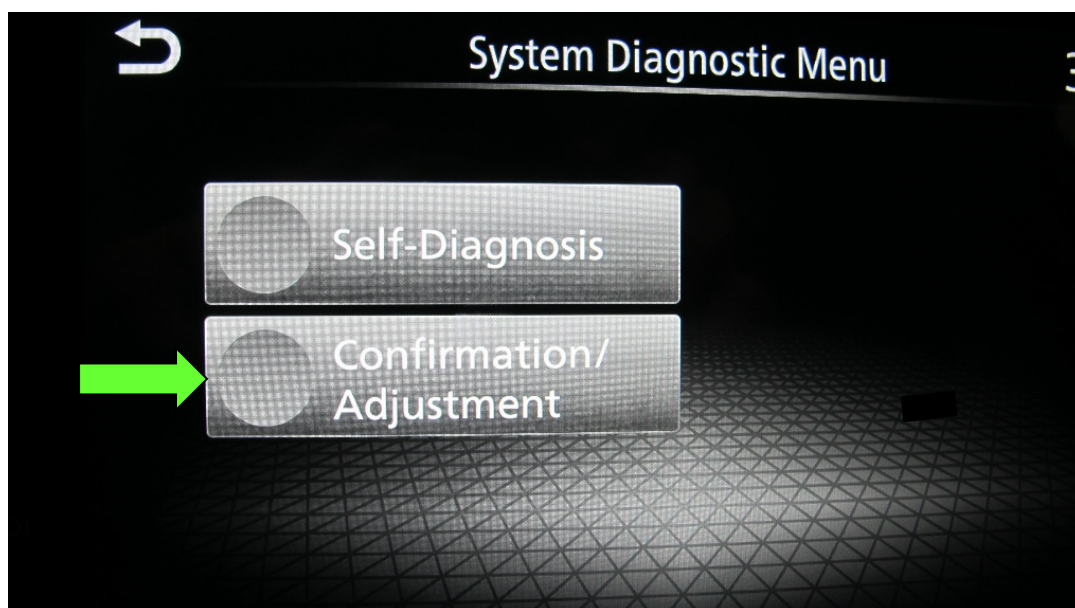 System Diagnostic Menu
Self-Diagnosis
Confirmation/
Adjustment